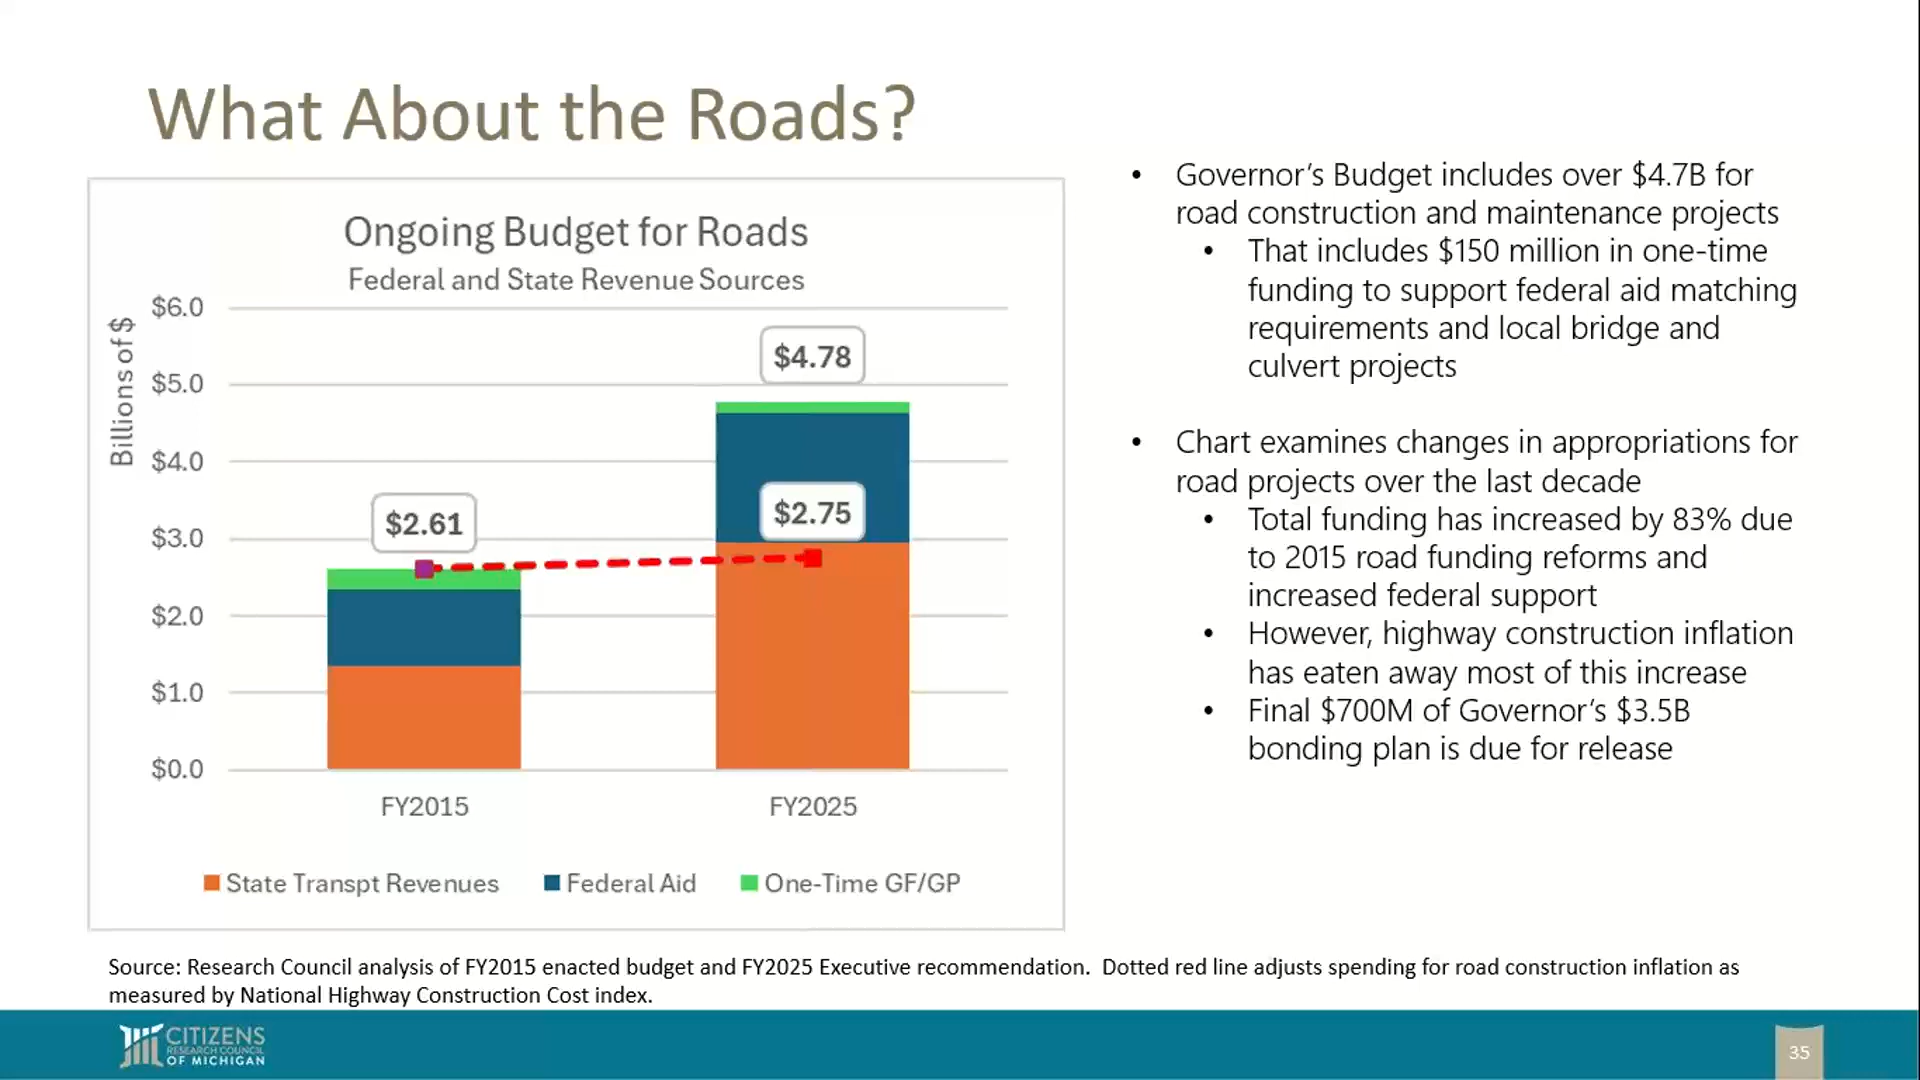 What About the Roads?
Ongoing Budget for Roads
Federal and State Revenue Sources
Billions of $
$6.0
$5.0
$4.0
$3.0
$2.0
$1.0
$0.0
$2.61
$4.78
$2.75
FY2015
FY2025
State Transpt Revenues
Federal Aid
One-Time GF/GP
• Governor’s Budget includes over $4.7B for
road construction and maintenance projects
• That includes $150 million in one-time
funding to support federal aid matching
requirements and local bridge and
culvert projects
• Chart examines changes in appropriations for
road projects over the last decade
• Total funding has increased by 83% due
to 2015 road funding reforms and
increased federal support
• However, highway construction inflation
has eaten away most of this increase
• Final $700M of Governor’s $3.5B
bonding plan is due for release
Source: Research Council analysis of FY2015 enacted budget and FY2025 Executive recommendation.  Dotted red line adjusts spending for road construction inflation as
measured by National Highway Construction Cost index.
CITIZENS
RESEARCH COUNCIL
OF MICHIGAN
35